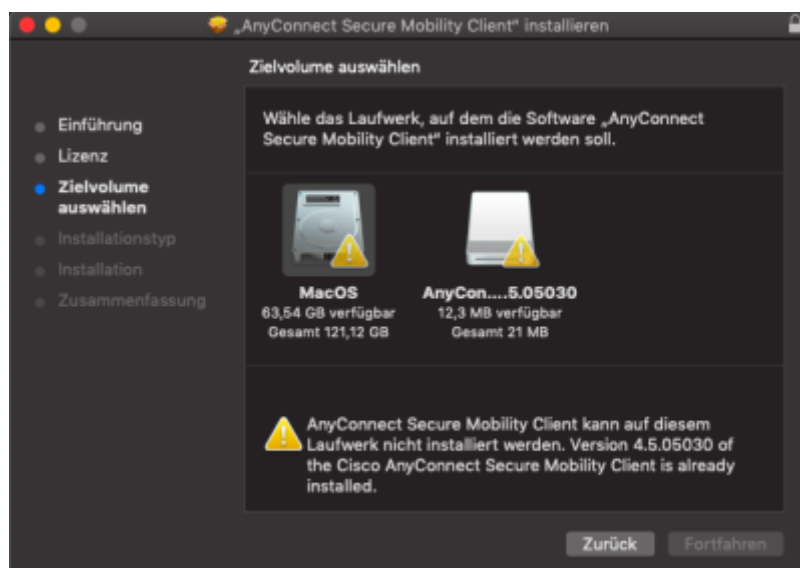 „AnyConnect Secure Mobility Client“ installieren
Zielvolume auswählen
Einführung
Lizenz
Zielvolume
auswählen
Installationstyp
Installation
Zusammenfassung
Wähle das Laufwerk, auf dem die Software „AnyConnect
Secure Mobility Client“ installiert werden soll.
MacOS
63,54 GB verfügbar
Gesamt 121,12 GB
AnyCon....5.05030
12,3 MB verfügbar
Gesamt 21 MB
AnyConnect Secure Mobility Client kann auf diesem
Laufwerk nicht installiert werden. Version 4.5.05030 of
the Cisco AnyConnect Secure Mobility Client is already
installed.
Zurück
Fortfahren